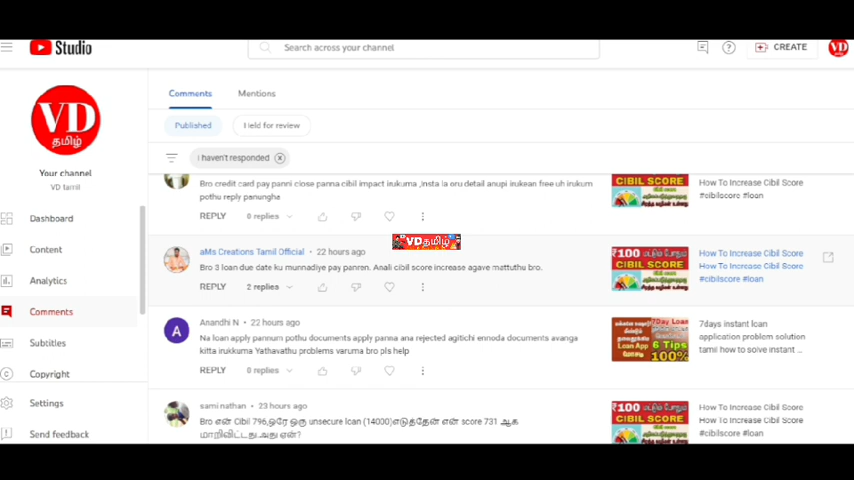 Studio
Search across your channel
CREATE
VD
VD
தமிழ்
Your channel
VD tamil
Dashboard
Content
Analytics
Comments
Subtitles
Copyright
Settings
Send feedback
Comments
Mentions
Published
Held for review
I haven't responded
Bro credit card pay panni close panna cibil impact irukuma ,Insta la oru detail anupi irukean free uh irukum
pothu reply panungha
REPLY 0 replies
CIBIL SCORE
How To Increase Cibil Score
#cibilscore #loan
VDதமிழ்
aMs Creations Tamil Official • 22 hours ago
Bro 3 loan due date ku munnadiye pay panren. Anali cibil score increase agave mattuthu bro.
REPLY 2 replies
₹100 மட்டும் போதும்
CIBIL SCORE
How To Increase Cibil Score
How To Increase Cibil Score
#cibilscore #loan
A
Anandhi N • 22 hours ago
Na loan apply pannum pothu documents apply panna ana rejected agitichi ennoda documents avanga
kitta irukkuma Yathavathu problems varuma bro pls help
REPLY 0 replies
7Day Loan
Loan App
6 Tips
100%
7days instant loan
application problem solution
tamil how to solve instant ...
sami nathan • 23 hours ago
Bro என் Cibil 796,ஒரே ஒரு unsecure loan (14000)எடுத்தேன் என் score 731 ஆக
மாறிவிட்டது.அது ஏன்?
₹100 மட்டும் போதும்
CIBIL SCORE
How To Increase Cibil Score
How To Increase Cibil Score
#cibilscore #loan